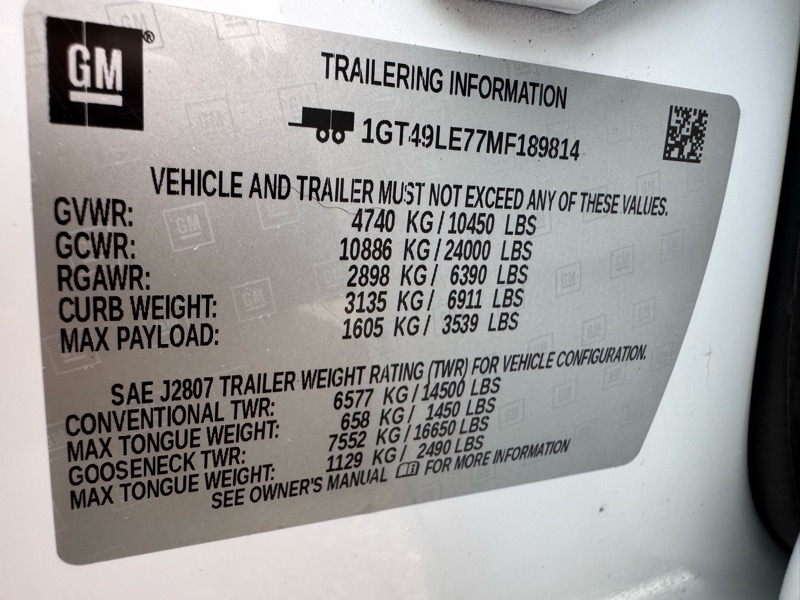 GM®
TRAILERING INFORMATION
1GT49LE77MF189814
VEHICLE AND TRAILER MUST NOT EXCEED ANY OF THESE VALUES.
GVWR: 4740 KG / 10450 LBS
GCWR: 10886 KG / 24000 LBS
RGAWR: 2898 KG / 6390 LBS
CURB WEIGHT: 3135 KG / 6911 LBS
MAX PAYLOAD: 1605 KG / 3539 LBS
SAE J2807 TRAILER WEIGHT RATING (TWR) FOR VEHICLE CONFIGURATION.
CONVENTIONAL TWR: 6577 KG / 14500 LBS
MAX TONGUE WEIGHT: 658 KG / 1450 LBS
GOOSENECK TWR: 7552 KG / 16650 LBS
MAX TONGUE WEIGHT: 1129 KG / 2490 LBS
SEE OWNER'S MANUAL FOR MORE INFORMATION